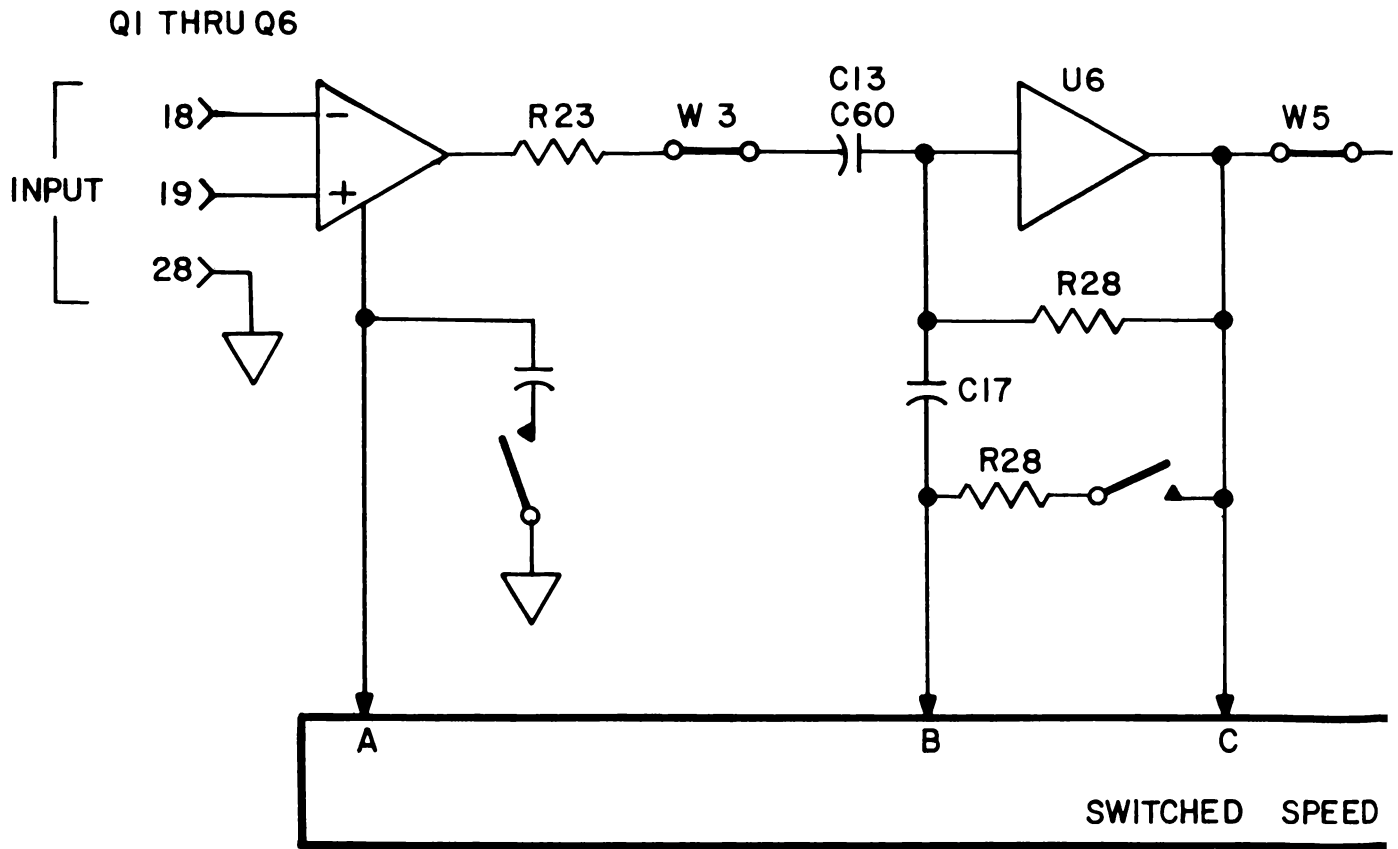 Q1 THRU Q6
C13
U6
18
−
R23
W 3
C60
W5
INPUT
19
+
28
R28
C17
R28
A
B
C
SWITCHED SPEED